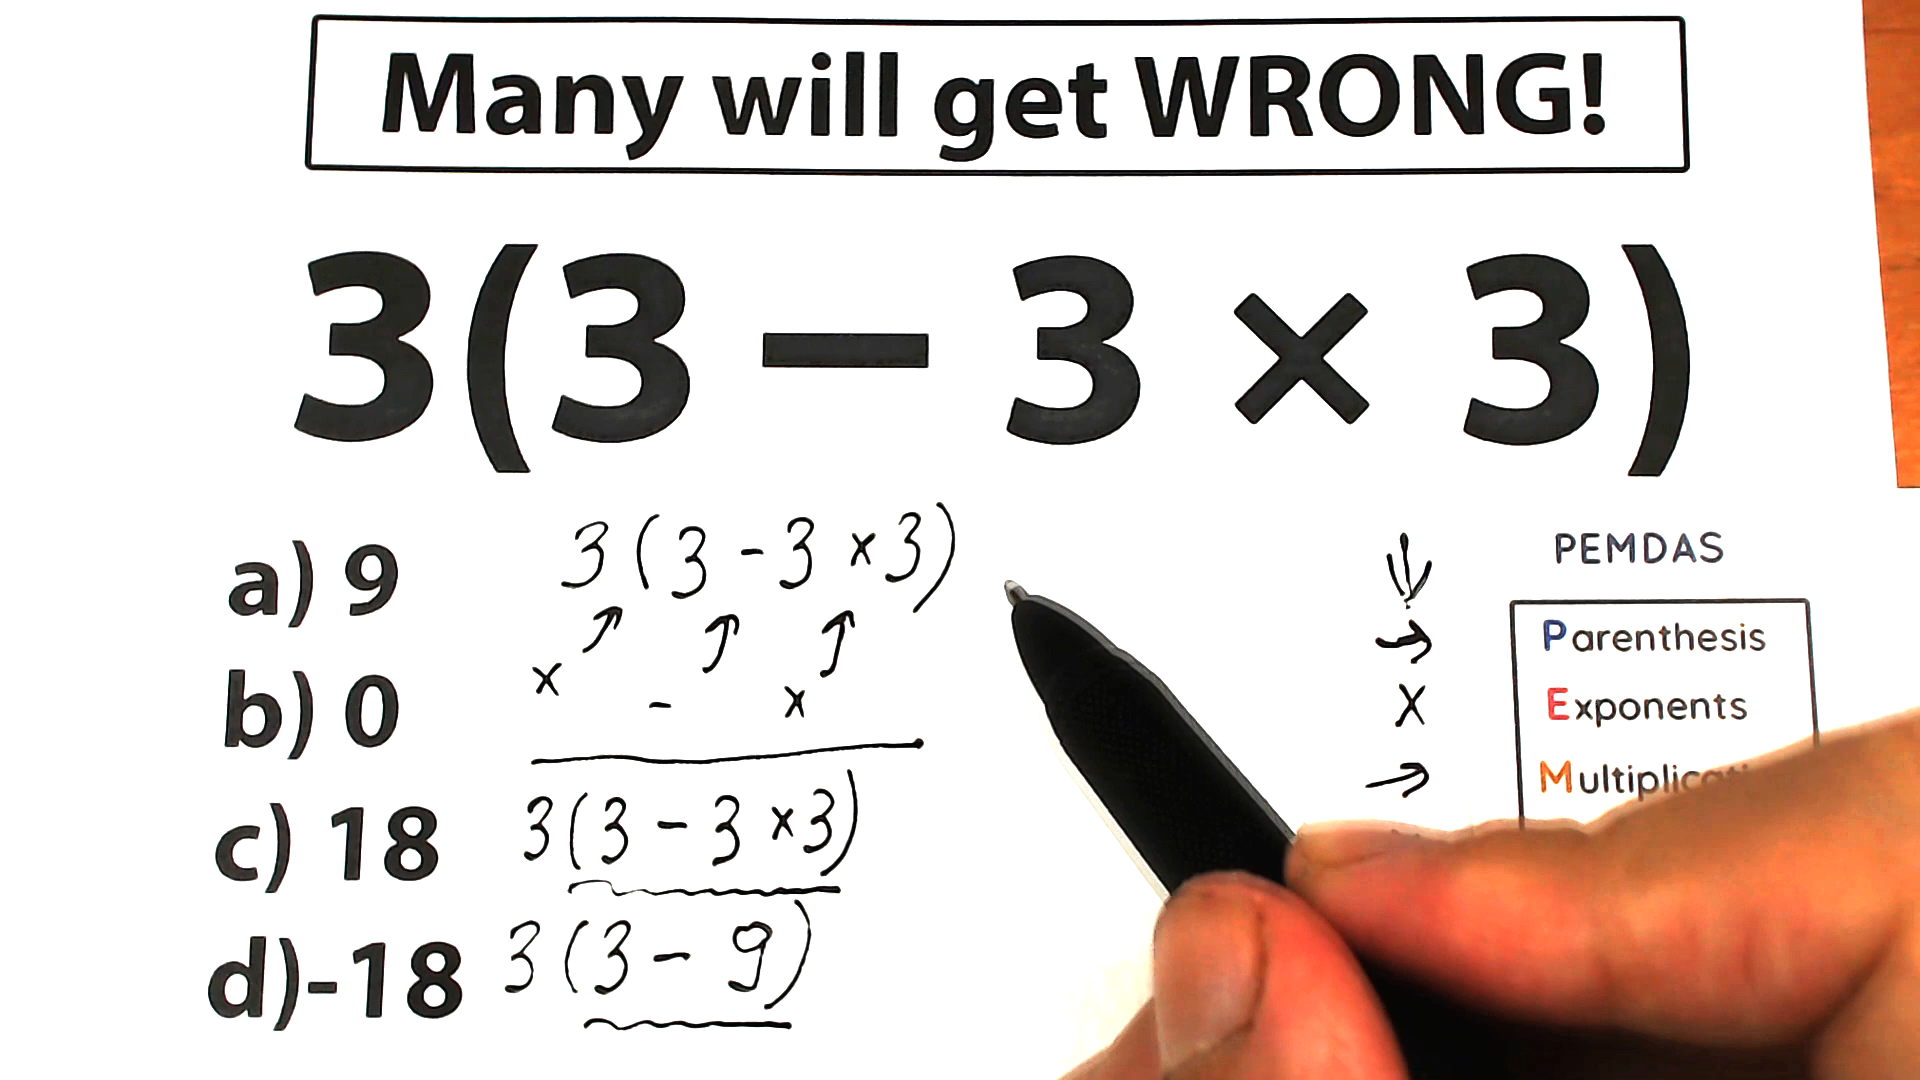 Many will get WRONG!
3(3 − 3 × 3)
a) 9
b) 0
c) 18
d)-18
3(3-3×3)
× - ×
3(3-3×3)
3(3-9)
PEMDAS
Parenthesis
Exponents